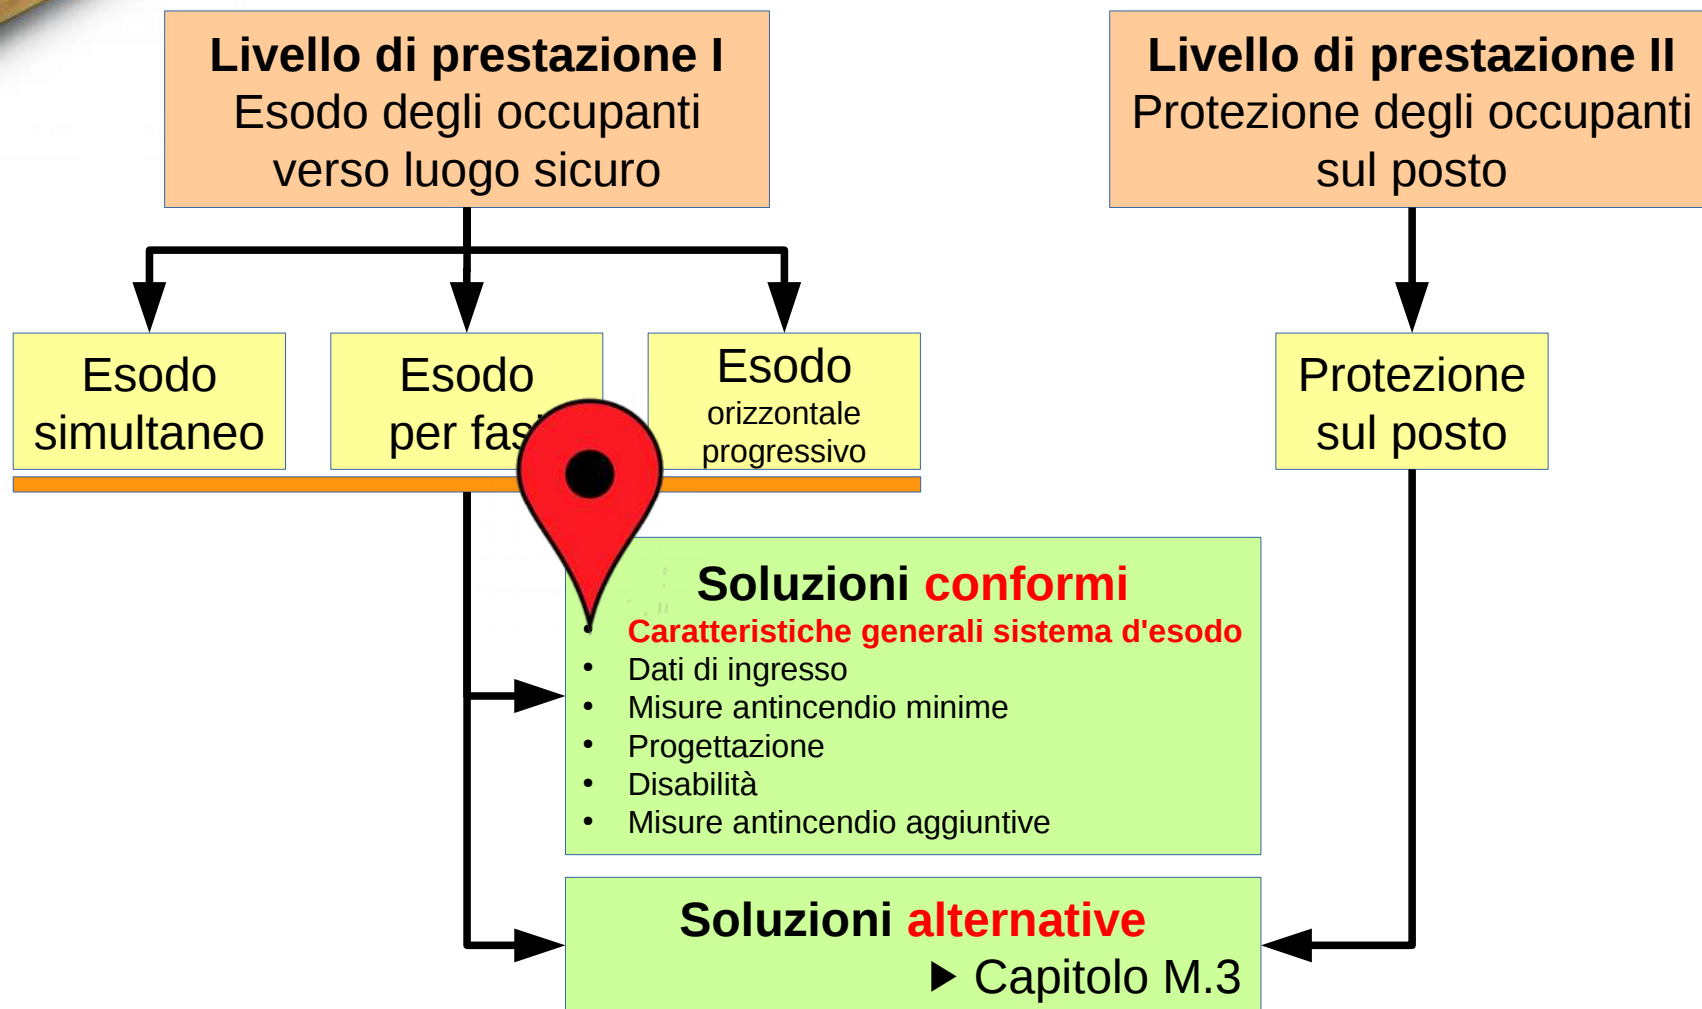 Livello di prestazione I
Esodo degli occupanti
verso luogo sicuro
Livello di prestazione II
Protezione degli occupanti
sul posto
Esodo
simultaneo
Esodo
per fasi
Esodo
orizzontale
progressivo
Protezione
sul posto
Soluzioni conformi
• Caratteristiche generali sistema d'esodo
• Dati di ingresso
• Misure antincendio minime
• Progettazione
• Disabilità
• Misure antincendio aggiuntive
Soluzioni alternative
► Capitolo M.3